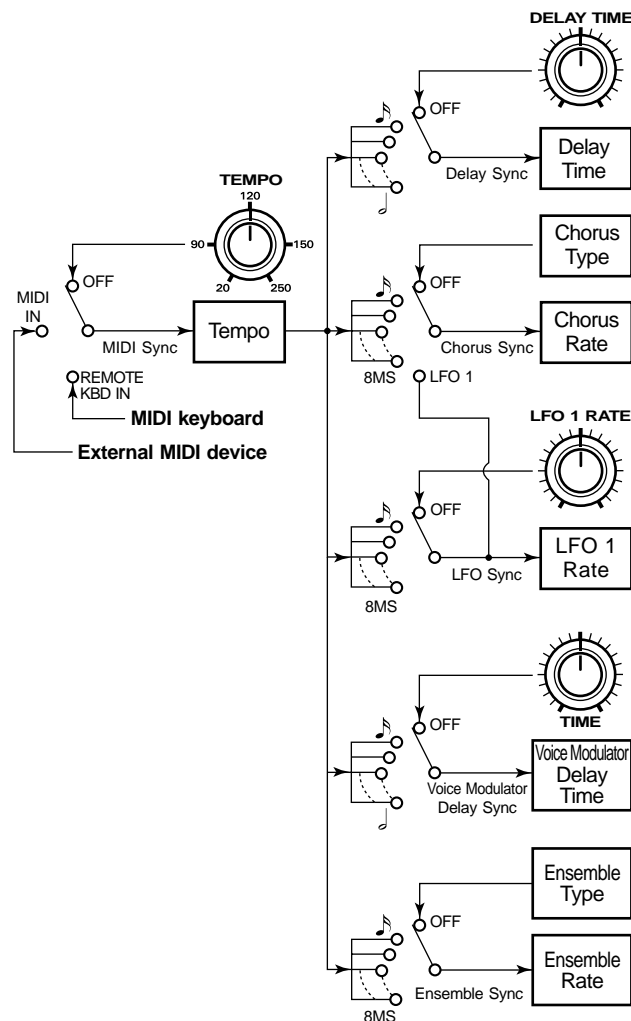 DELAY TIME
OFF
Delay Sync
Delay
Time
TEMPO
120
90
150
20
250
OFF
MIDI
IN
MIDI Sync
Tempo
REMOTE
KBD IN
MIDI keyboard
External MIDI device
Chorus
Type
OFF
Chorus Sync
Chorus
Rate
8MS
LFO 1
LFO 1 RATE
OFF
LFO Sync
LFO 1
Rate
8MS
TIME
OFF
Voice Modulator
Delay Sync
Voice Modulator
Delay
Time
Ensemble
Type
OFF
Ensemble Sync
Ensemble
Rate
8MS